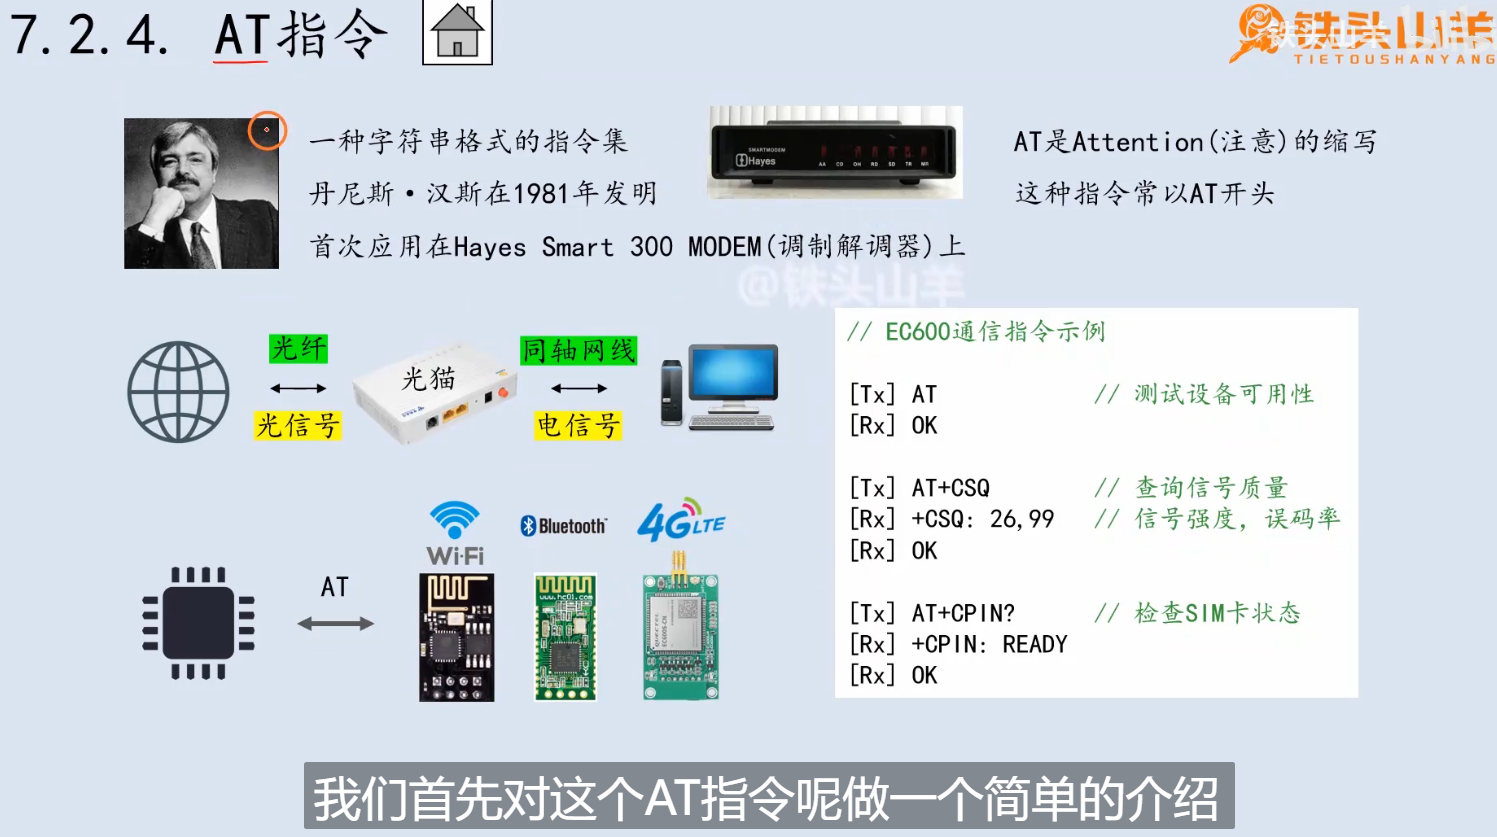 7.2.4. AT指令
铁头山羊
TIETOUSHANYANG
一种字符串格式的指令集
丹尼斯·汉斯在1981年发明
首次应用在Hayes Smart 300 MODEM(调制解调器)上
SMARTMODEM
Hayes
AA CD OH RD SD TR MR
AT是Attention(注意)的缩写
这种指令常以AT开头
@铁头山羊
光纤
光信号
光猫
同轴网线
电信号
AT
Wi-Fi
Bluetooth
4G LTE
www.hc01.com
QUECTEL
EC600S-CN
// EC600通信指令示例
[Tx] AT // 测试设备可用性
[Rx] OK
[Tx] AT+CSQ // 查询信号质量
[Rx] +CSQ: 26,99 // 信号强度, 误码率
[Rx] OK
[Tx] AT+CPIN? // 检查SIM卡状态
[Rx] +CPIN: READY
[Rx] OK
我们首先对这个AT指令呢做一个简单的介绍